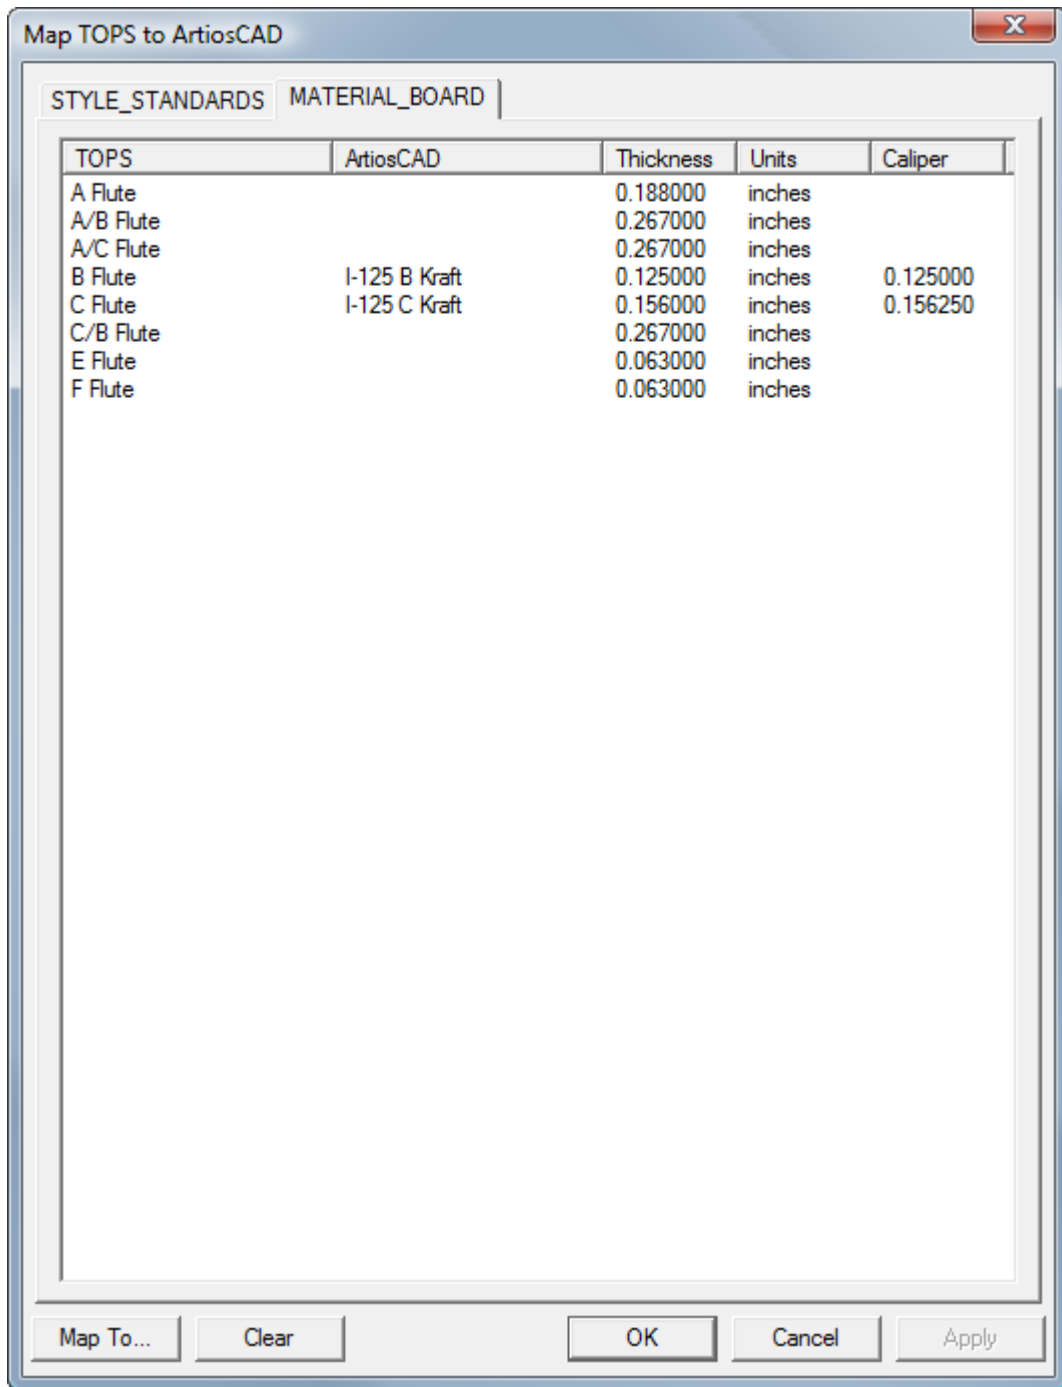 Map TOPS to ArtiosCAD
STYLE_STANDARDS MATERIAL_BOARD
TOPS ArtiosCAD Thickness Units Caliper
A Flute 0.188000 inches
A/B Flute 0.267000 inches
A/C Flute 0.267000 inches
B Flute I-125 B Kraft 0.125000 inches 0.125000
C Flute I-125 C Kraft 0.156000 inches 0.156250
C/B Flute 0.267000 inches
E Flute 0.063000 inches
F Flute 0.063000 inches
Map To... Clear OK Cancel Apply